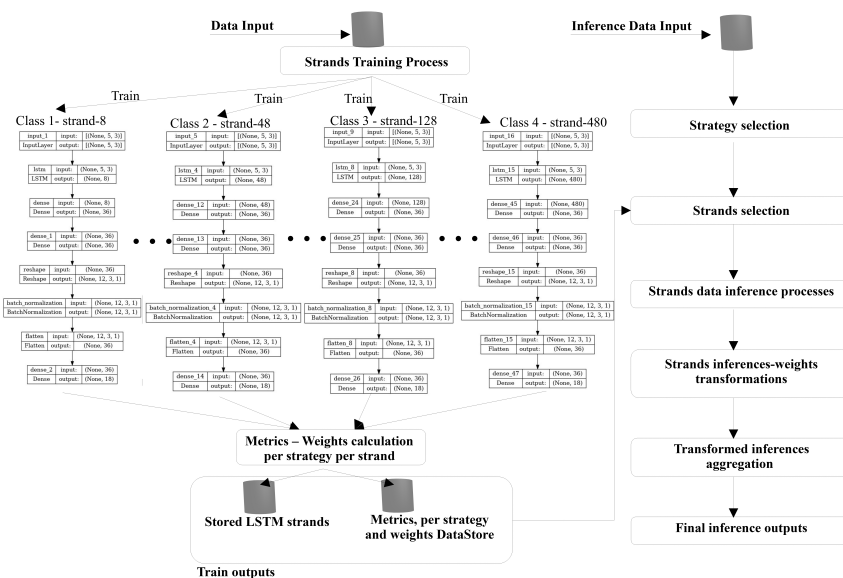 Data Input
Inference Data Input
Strands Training Process
Train
Train
Train
Train
Class 1- strand-8
input_1 input: [(None, 5, 3)]
InputLayer output: [(None, 5, 3)]
lstm input: (None, 5, 3)
LSTM output: (None, 8)
dense input: (None, 8)
Dense output: (None, 36)
dense_1 input: (None, 36)
Dense output: (None, 36)
reshape input: (None, 36)
Reshape output: (None, 12, 3, 1)
batch_normalization input: (None, 12, 3, 1)
BatchNormalization output: (None, 12, 3, 1)
flatten input: (None, 12, 3, 1)
Flatten output: (None, 36)
dense_2 input: (None, 36)
Dense output: (None, 18)
Class 2 - strand-48
input_5 input: [(None, 5, 3)]
InputLayer output: [(None, 5, 3)]
lstm_4 input: (None, 5, 3)
LSTM output: (None, 48)
dense_12 input: (None, 48)
Dense output: (None, 36)
dense_13 input: (None, 36)
Dense output: (None, 36)
reshape_4 input: (None, 36)
Reshape output: (None, 12, 3, 1)
batch_normalization_4 input: (None, 12, 3, 1)
BatchNormalization output: (None, 12, 3, 1)
flatten_4 input: (None, 12, 3, 1)
Flatten output: (None, 36)
dense_14 input: (None, 36)
Dense output: (None, 18)
Class 3 - strand-128
input_9 input: [(None, 5, 3)]
InputLayer output: [(None, 5, 3)]
lstm_8 input: (None, 5, 3)
LSTM output: (None, 128)
dense_24 input: (None, 128)
Dense output: (None, 36)
dense_25 input: (None, 36)
Dense output: (None, 36)
reshape_8 input: (None, 36)
Reshape output: (None, 12, 3, 1)
batch_normalization_8 input: (None, 12, 3, 1)
BatchNormalization output: (None, 12, 3, 1)
flatten_8 input: (None, 12, 3, 1)
Flatten output: (None, 36)
dense_26 input: (None, 36)
Dense output: (None, 18)
Class 4 - strand-480
input_16 input: [(None, 5, 3)]
InputLayer output: [(None, 5, 3)]
lstm_15 input: (None, 5, 3)
LSTM output: (None, 480)
dense_45 input: (None, 480)
Dense output: (None, 36)
dense_46 input: (None, 36)
Dense output: (None, 36)
reshape_15 input: (None, 36)
Reshape output: (None, 12, 3, 1)
batch_normalization_15 input: (None, 12, 3, 1)
BatchNormalization output: (None, 12, 3, 1)
flatten_15 input: (None, 12, 3, 1)
Flatten output: (None, 36)
dense_47 input: (None, 36)
Dense output: (None, 18)
Metrics – Weights calculation
per strategy per strand
Stored LSTM strands
Metrics, per strategy
and weights DataStore
Train outputs
Strategy selection
Strands selection
Strands data inference processes
Strands inferences-weights
transformations
Transformed inferences
aggregation
Final inference outputs